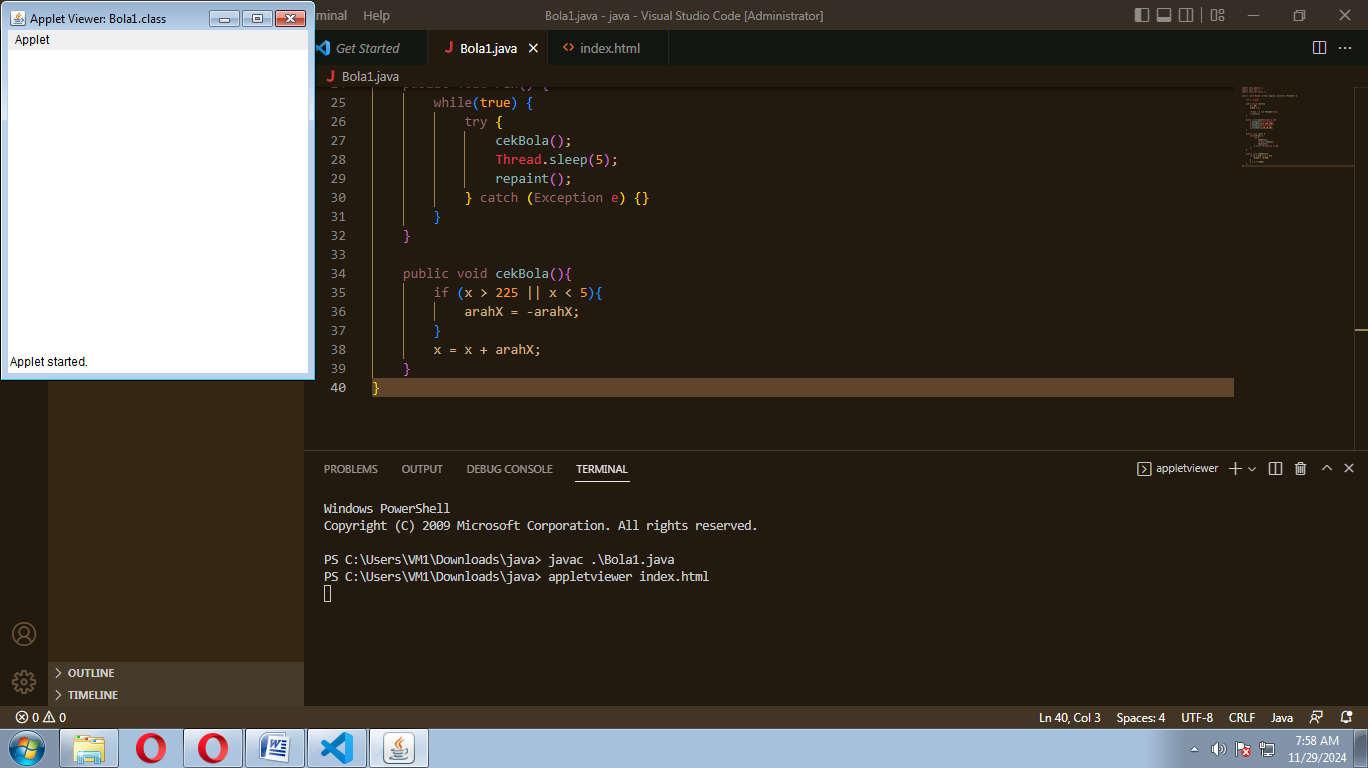 Applet Viewer: Bola1.class
Applet
Applet started.
minal Help
Bola1.java - java - Visual Studio Code [Administrator]
Get Started
J Bola1.java
<> index.html
J Bola1.java
25 while(true) {
26 try {
27 cekBola();
28 Thread.sleep(5);
29 repaint();
30 } catch (Exception e) {}
31 }
32 }
33
34 public void cekBola(){
35 if (x > 225 || x < 5){
36 arahX = -arahX;
37 }
38 x = x + arahX;
39 }
40 }
PROBLEMS OUTPUT DEBUG CONSOLE TERMINAL
appletviewer
Windows PowerShell
Copyright (C) 2009 Microsoft Corporation. All rights reserved.
PS C:\Users\VM1\Downloads\java> javac .\Bola1.java
PS C:\Users\VM1\Downloads\java> appletviewer index.html
OUTLINE
TIMELINE
0 0
Ln 40, Col 3 Spaces: 4 UTF-8 CRLF Java
7:58 AM
11/29/2024